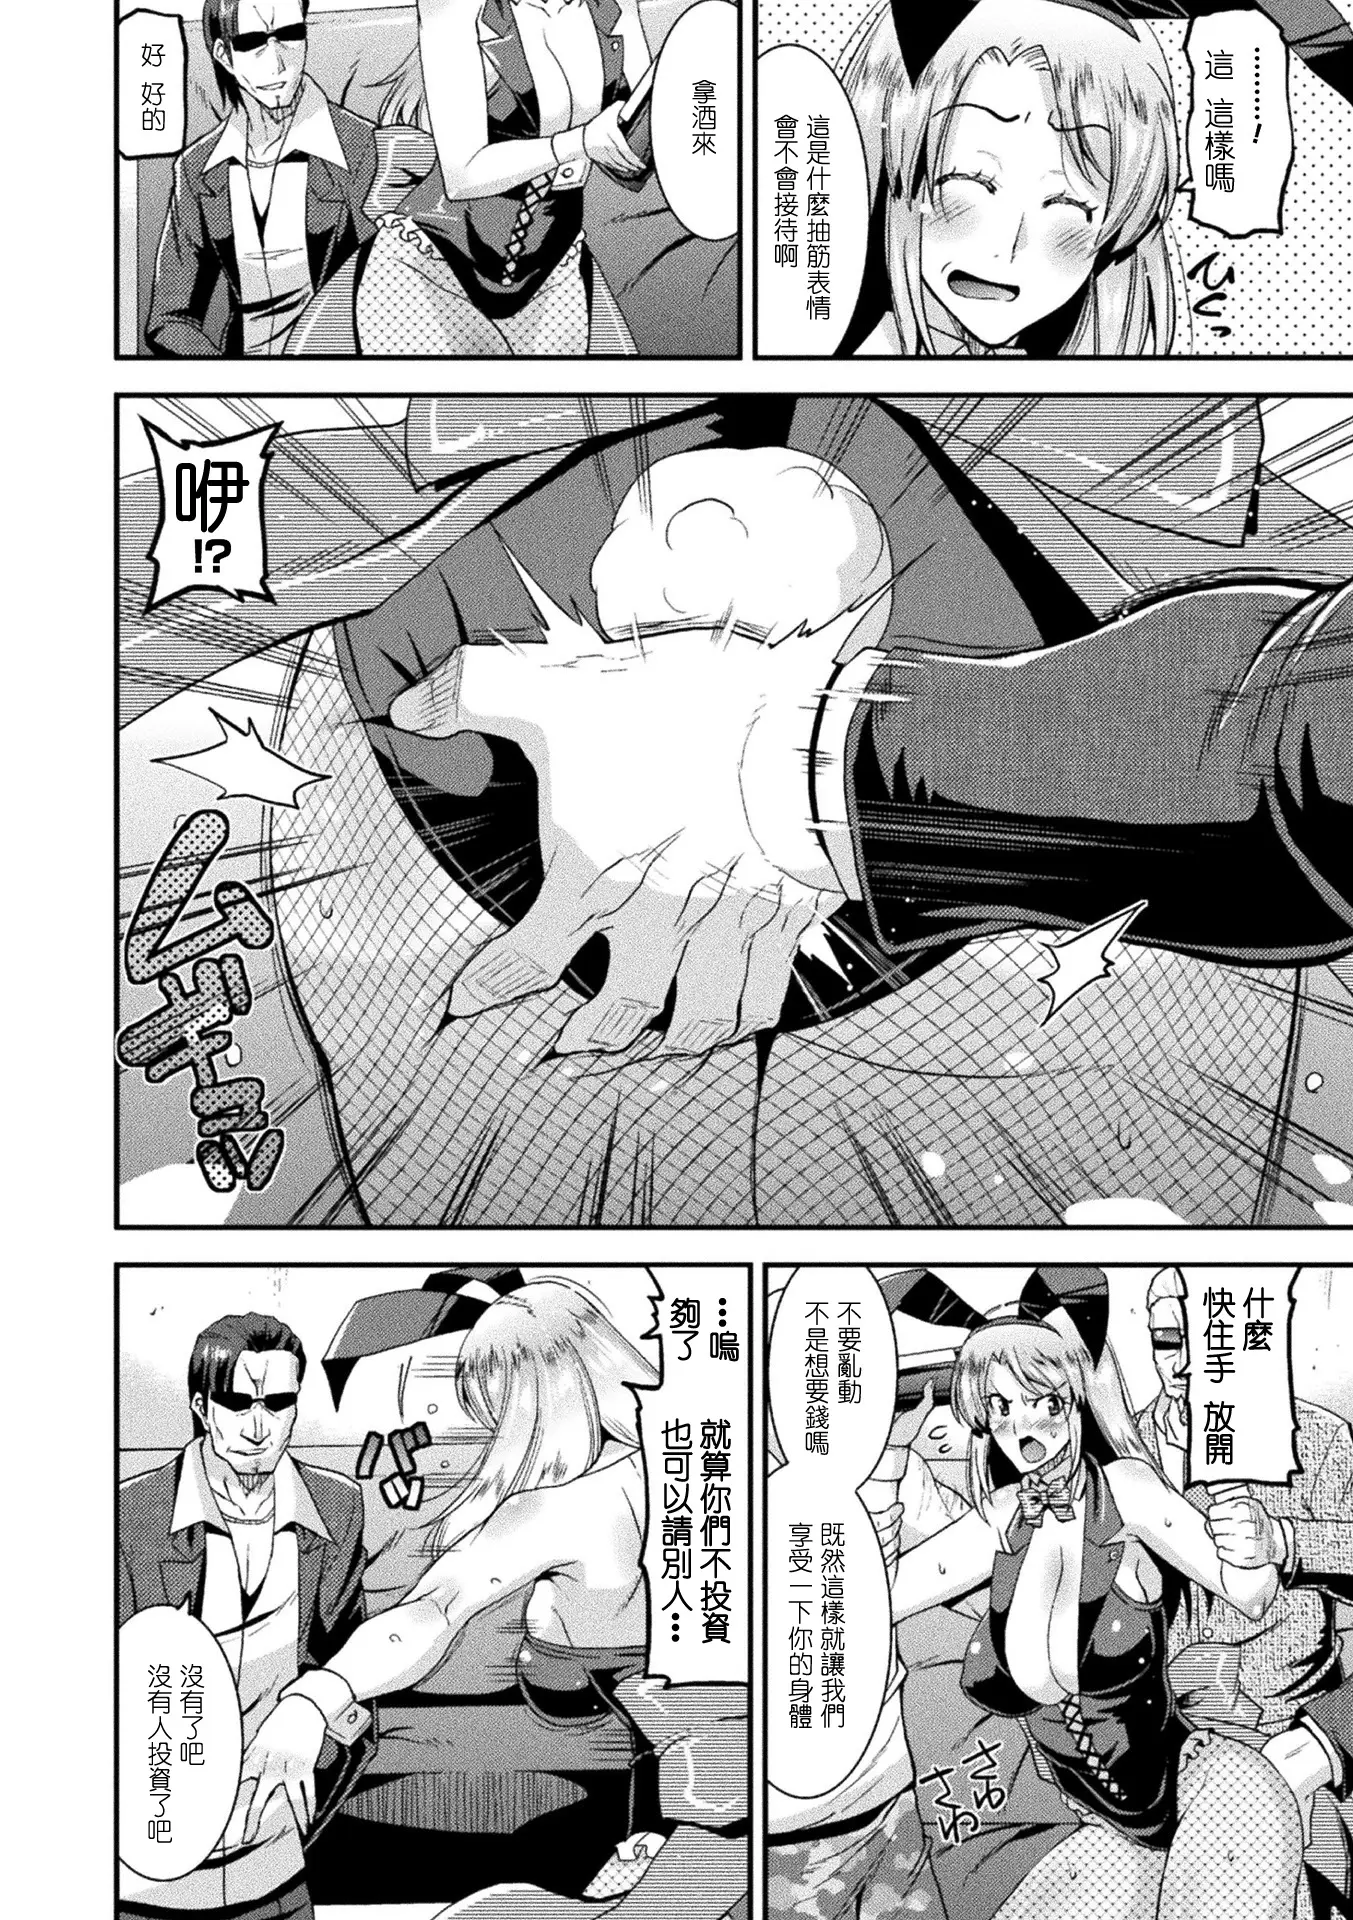 ………！
這 這樣嗎
ひくっ
這是什麼抽筋表情
會不會接待啊
拿酒來
好 好的
咿!?
ムギュッ
什麼
快住手 放開
不要亂動
不是想要錢嗎
既然這樣就讓我們
享受一下你的身體
さわ
さわ
…嗚
夠了
就算你們不投資
也可以請別人…
バッ
沒有了吧
沒有人投資了吧